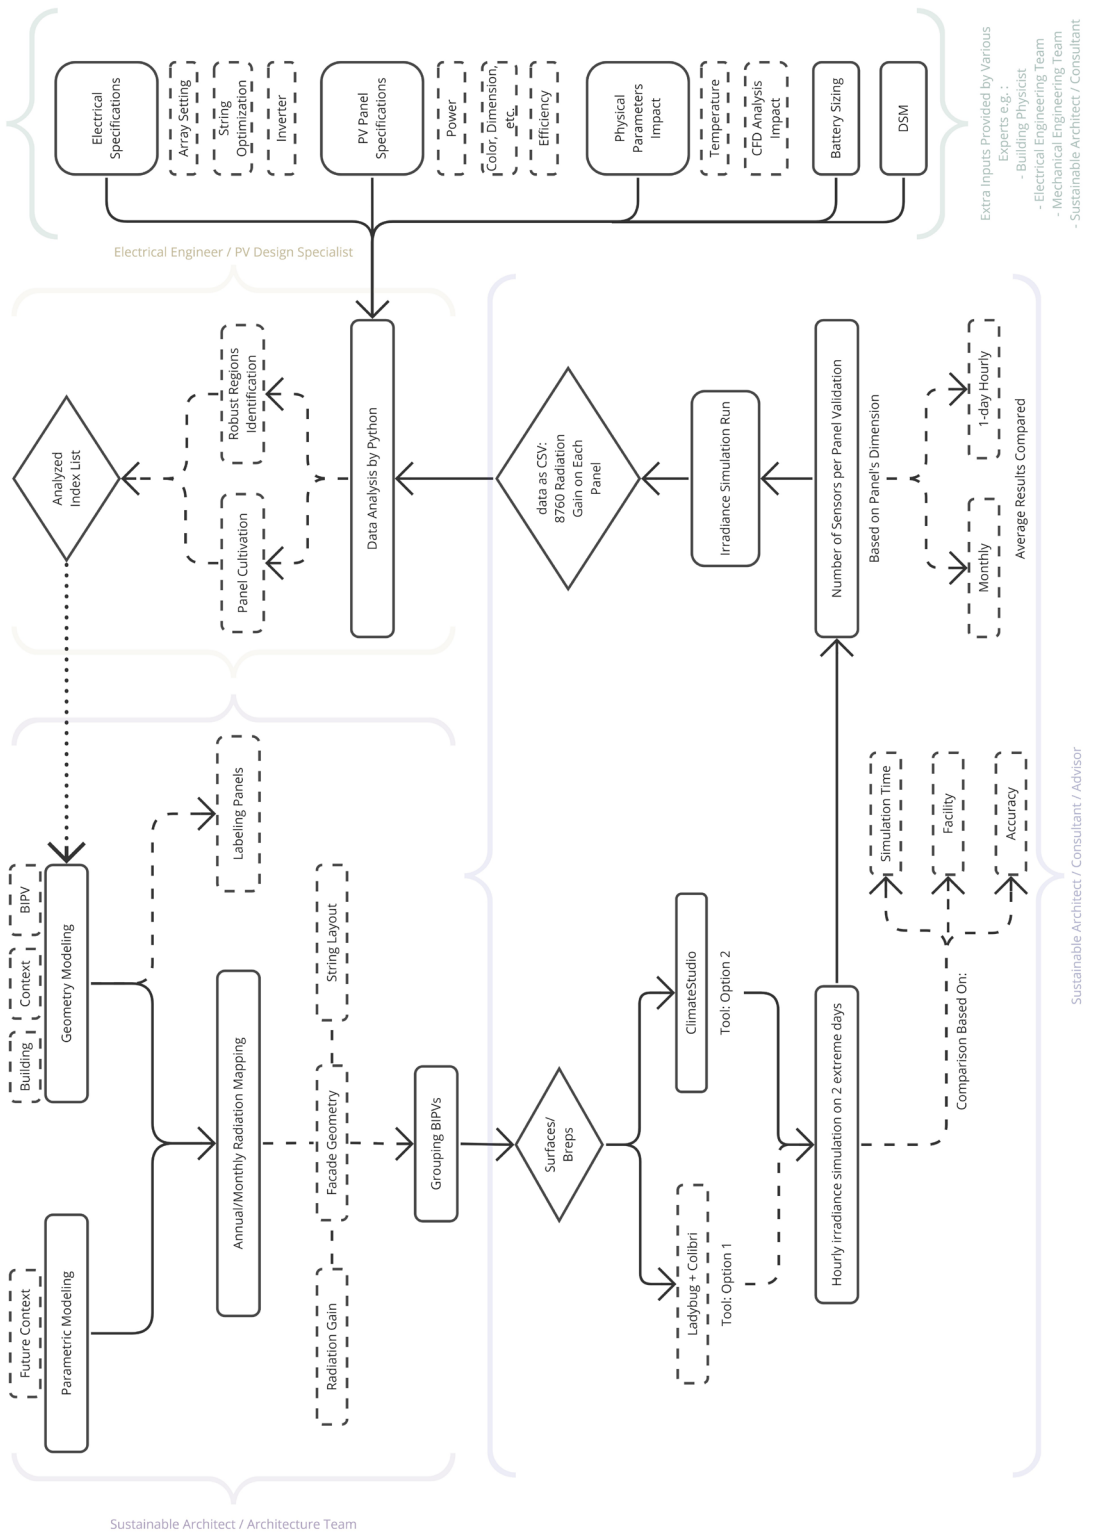 Future Context
Parametric Modeling
Building
Context
BIPV
Geometry Modeling
Labeling Panels
Annual/Monthly Radiation Mapping
Radiation Gain
Facade Geometry
String Layout
Grouping BIPVs
Sustainable Architect / Architecture Team
Surfaces/
Breps
Ladybug + Colibri
Tool: Option 1
ClimateStudio
Tool: Option 2
Hourly irradiance simulation on 2 extreme days
Comparison Based On:
Simulation Time
Facility
Accuracy
Number of Sensors per Panel Validation
Based on Panel's Dimension
Monthly
1-day Hourly
Average Results Compared
Irradiance Simulation Run
data as CSV:
8760 Radiation
Gain on Each
Panel
Sustainable Architect / Consultant / Advisor
Data Analysis by Python
Panel Cultivation
Robust Regions
Identification
Analyzed
Index List
Electrical Engineer / PV Design Specialist
Electrical
Specifications
Array Setting
String
Optimization
Inverter
PV Panel
Specifications
Power
Color, Dimension,
etc.
Efficiency
Physical
Parameters
Impact
Temperature
CFD Analysis
Impact
Battery Sizing
DSM
Extra Inputs Provided by Various
Experts e.g. :
- Building Physicist
- Electrical Engineering Team
- Mechanical Engineering Team
- Sustainable Architect / Consultant